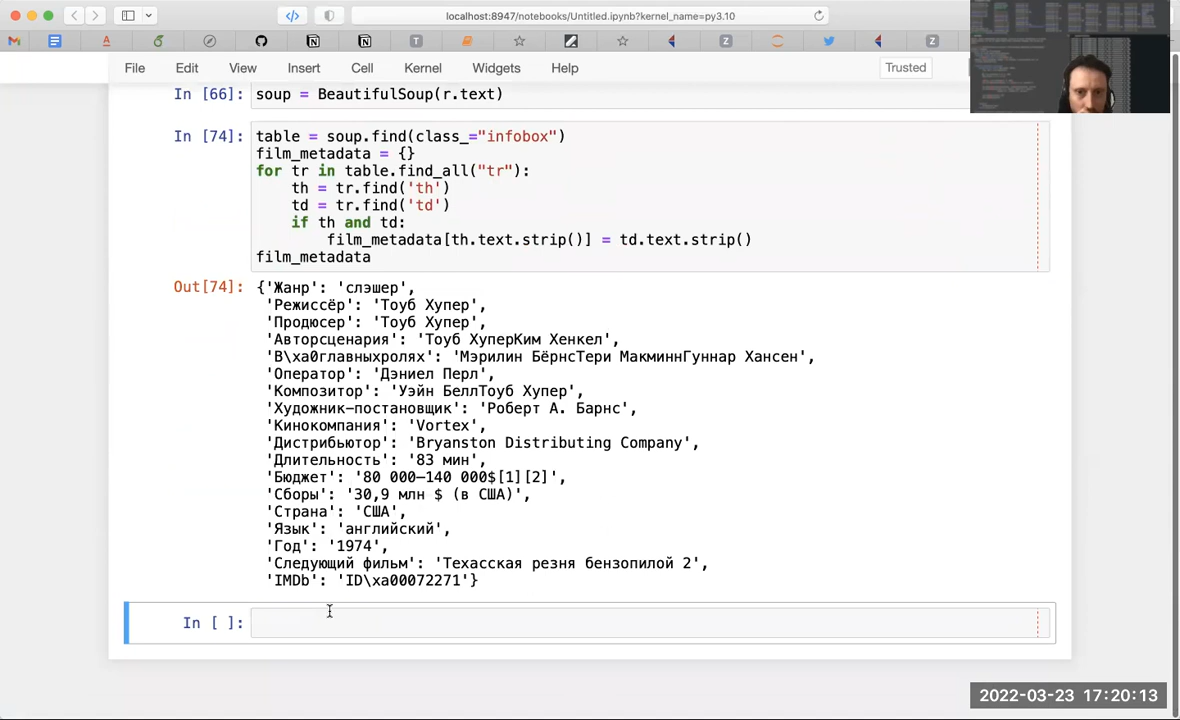 localhost:8947/notebooks/Untitled.ipynb?kernel_name=py3.10
File Edit View Insert Cell Kernel Widgets Help Trusted
In [66]: soup = BeautifulSoup(r.text)
In [74]: table = soup.find(class_="infobox")
film_metadata = {}
for tr in table.find_all("tr"):
th = tr.find('th')
td = tr.find('td')
if th and td:
film_metadata[th.text.strip()] = td.text.strip()
film_metadata
Out[74]: {'Жанр': 'слэшер',
'Режиссёр': 'Тоуб Хупер',
'Продюсер': 'Тоуб Хупер',
'Авторсценария': 'Тоуб ХуперКим Хенкел',
'В\xa0главныхролях': 'Мэрилин БёрнсТери МакминнГуннар Хансен',
'Оператор': 'Дэниел Перл',
'Композитор': 'Уэйн БеллТоуб Хупер',
'Художник-постановщик': 'Роберт А. Барнс',
'Кинокомпания': 'Vortex',
'Дистрибьютор': 'Bryanston Distributing Company',
'Длительность': '83 мин',
'Бюджет': '80 000—140 000$[1][2]',
'Сборы': '30,9 млн $ (в США)',
'Страна': 'США',
'Язык': 'английский',
'Год': '1974',
'Следующий фильм': 'Техасская резня бензопилой 2',
'IMDb': 'ID\xa00072271'}
In [ ]:
2022-03-23 17:20:13